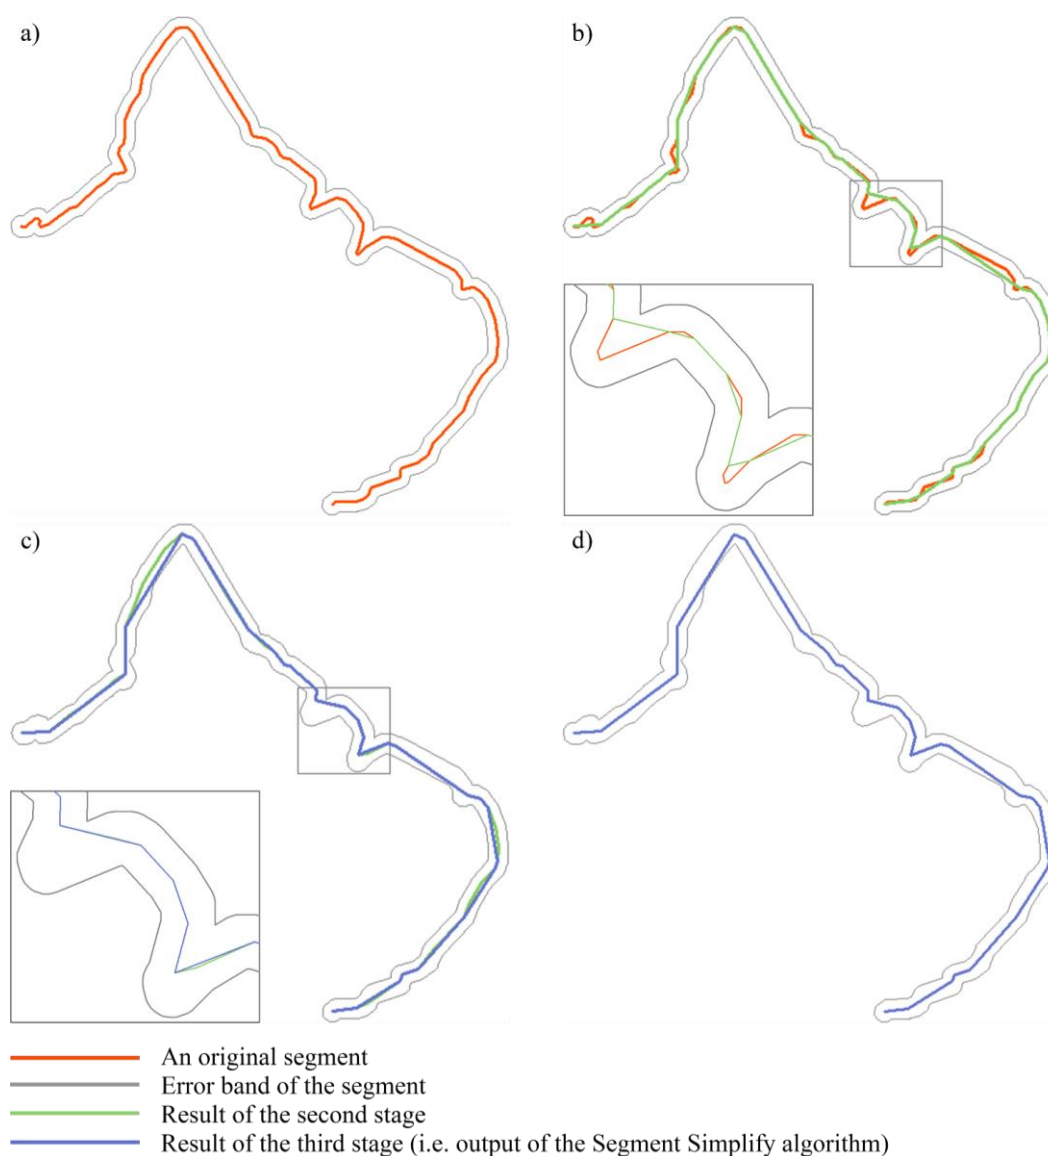 a)
b)
c)
d)
An original segment
Error band of the segment
Result of the second stage
Result of the third stage (i.e. output of the Segment Simplify algorithm)